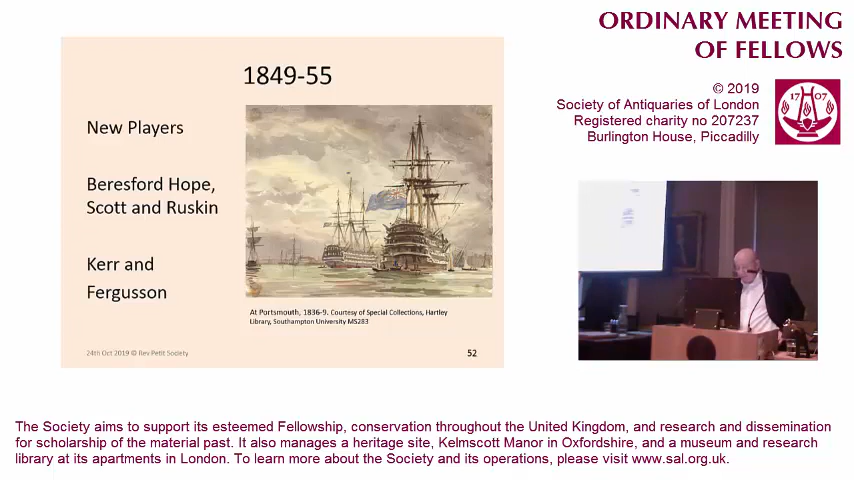 ORDINARY MEETING
OF FELLOWS
© 2019
Society of Antiquaries of London
Registered charity no 207237
Burlington House, Piccadilly
17 07
1849-55
New Players
Beresford Hope,
Scott and Ruskin
Kerr and
Fergusson
At Portsmouth, 1836-9. Courtesy of Special Collections, Hartley
Library, Southampton University MS283
24th Oct 2019 © Rev Petit Society
52
The Society aims to support its esteemed Fellowship, conservation throughout the United Kingdom, and research and dissemination
for scholarship of the material past. It also manages a heritage site, Kelmscott Manor in Oxfordshire, and a museum and research
library at its apartments in London. To learn more about the Society and its operations, please visit www.sal.org.uk.